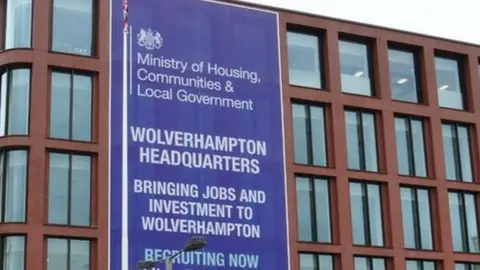 Ministry of Housing,
Communities &
Local Government
WOLVERHAMPTON
HEADQUARTERS
BRINGING JOBS AND
INVESTMENT TO
WOLVERHAMPTON
RECRUITING NOW